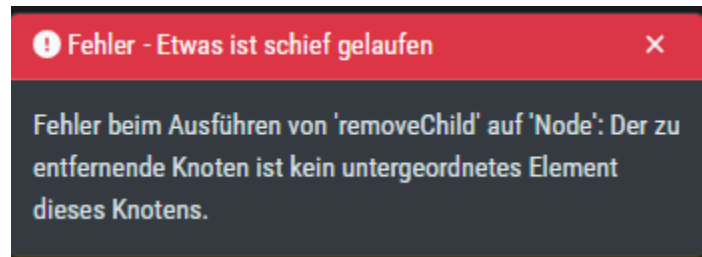 Fehler - Etwas ist schief gelaufen
Fehler beim Ausführen von 'removeChild' auf 'Node': Der zu
entfernende Knoten ist kein untergeordnetes Element
dieses Knotens.